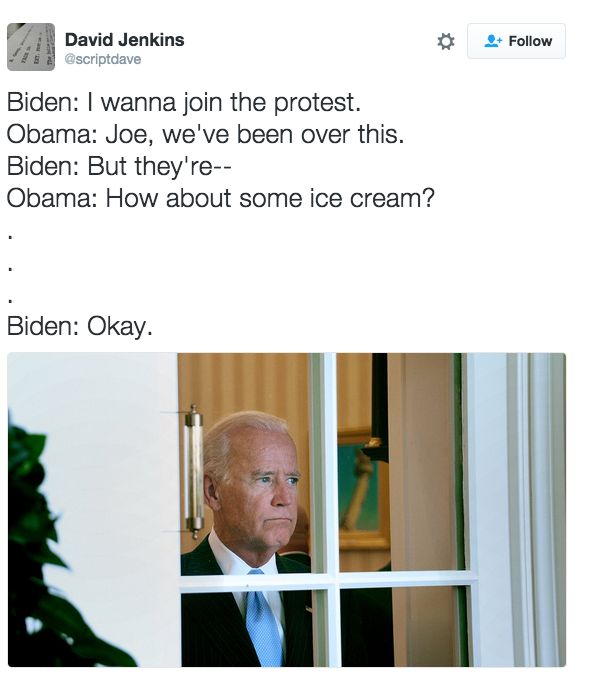 David Jenkins
@scriptdave
Follow
Biden: I wanna join the protest.
Obama: Joe, we've been over this.
Biden: But they're--
Obama: How about some ice cream?
.
.
.
Biden: Okay.